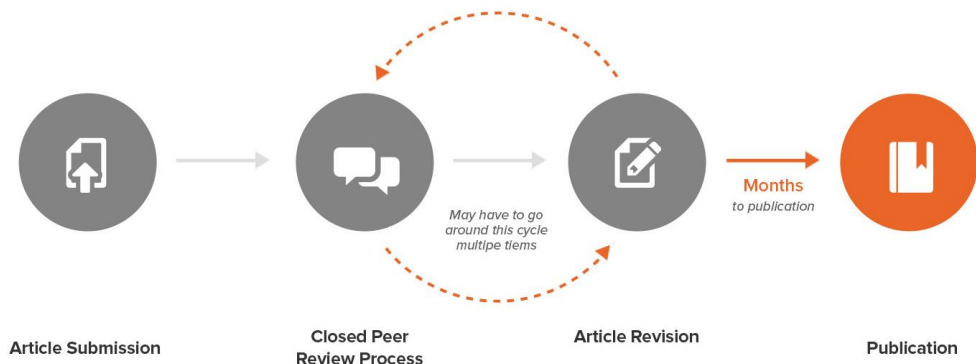 May have to go
around this cycle
multipe tiems
Months
to publication
Article Submission
Closed Peer
Review Process
Article Revision
Publication